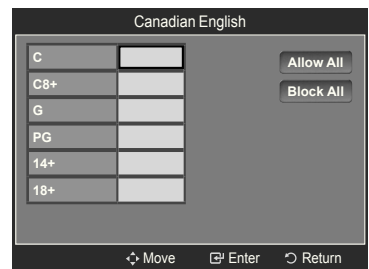 Canadian English
C
Allow All
C8+
Block All
G
PG
14+
18+
Move Enter Return